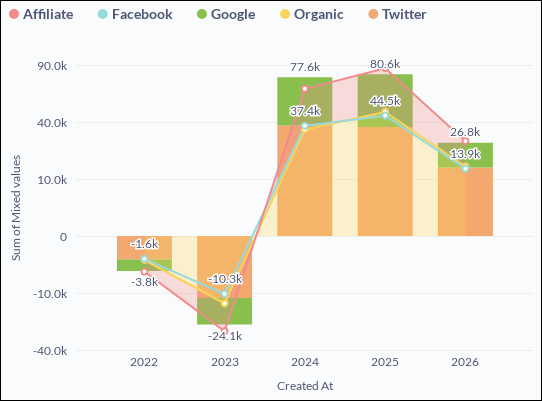 Affiliate Facebook Google Organic Twitter
90.0k
40.0k
10.0k
0
-10.0k
-40.0k
Sum of Mixed values
77.6k
80.6k
37.4k
44.5k
26.8k
13.9k
-1.6k
-3.8k
-10.3k
-24.1k
2022 2023 2024 2025 2026
Created At